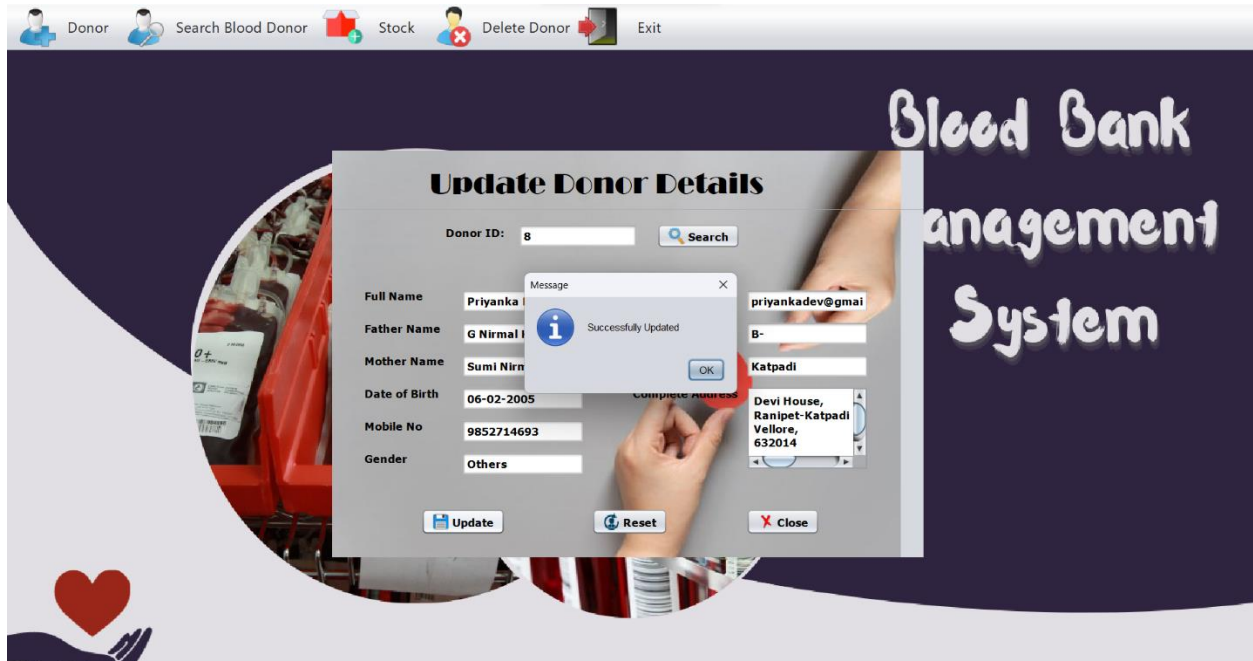 Donor
Search Blood Donor
Stock
Delete Donor
Exit
Blood Bank
anagement
System
Update Donor Details
Donor ID:
8
Search
Full Name
Priyanka
priyankadev@gmai
Father Name
G Nirmal
B-
Mother Name
Sumi Nirm
Katpadi
Date of Birth
06-02-2005
Complete Address
Devi House,
Ranipet-Katpadi
Vellore,
632014
Mobile No
9852714693
Gender
Others
Message
Successfully Updated
OK
Update
Reset
Close
O+